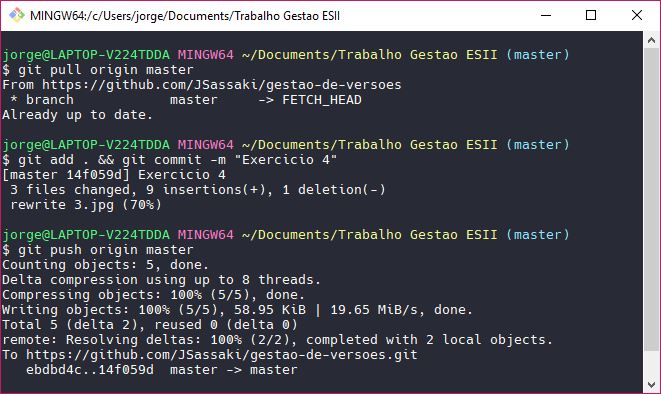 MINGW64:/c/Users/jorge/Documents/Trabalho Gestao ESII
jorge@LAPTOP-V224TDDA MINGW64 ~/Documents/Trabalho Gestao ESII (master)
$ git pull origin master
From https://github.com/JSassaki/gestao-de-versoes
 * branch            master     -> FETCH_HEAD
Already up to date.
jorge@LAPTOP-V224TDDA MINGW64 ~/Documents/Trabalho Gestao ESII (master)
$ git add . && git commit -m "Exercicio 4"
[master 14f059d] Exercicio 4
 3 files changed, 9 insertions(+), 1 deletion(-)
 rewrite 3.jpg (70%)
jorge@LAPTOP-V224TDDA MINGW64 ~/Documents/Trabalho Gestao ESII (master)
$ git push origin master
Counting objects: 5, done.
Delta compression using up to 8 threads.
Compressing objects: 100% (5/5), done.
Writing objects: 100% (5/5), 58.95 KiB | 19.65 MiB/s, done.
Total 5 (delta 2), reused 0 (delta 0)
remote: Resolving deltas: 100% (2/2), completed with 2 local objects.
To https://github.com/JSassaki/gestao-de-versoes.git
   ebdbd4c..14f059d  master -> master